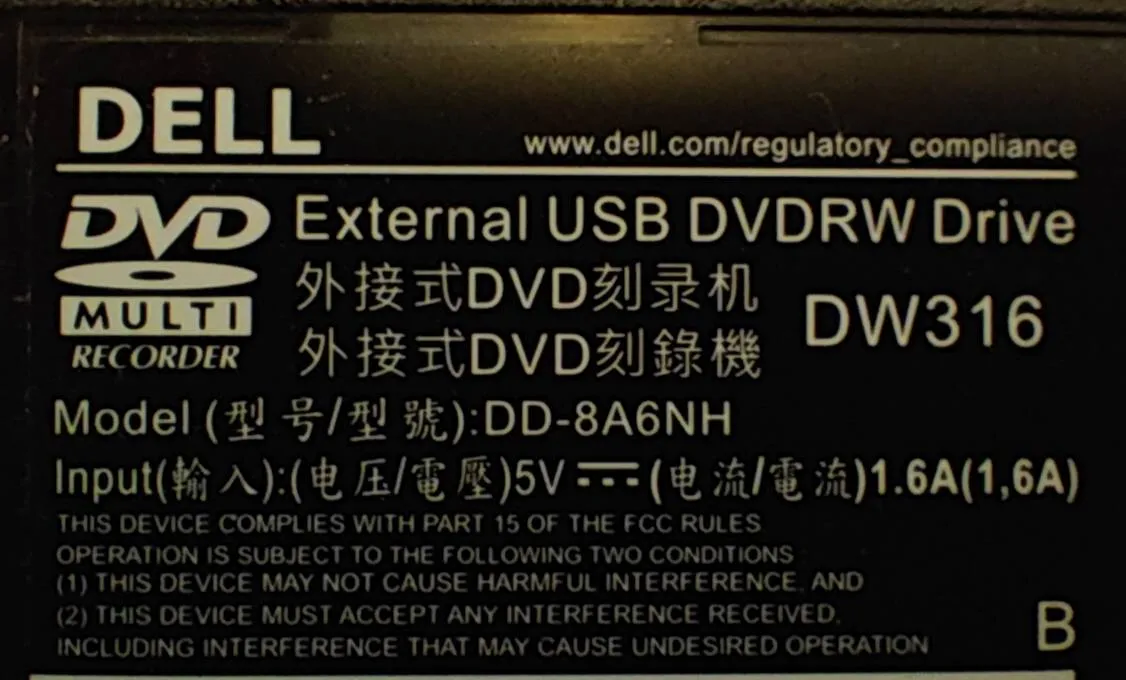 DELL
www.dell.com/regulatory_compliance
DVD
MULTI
RECORDER
External USB DVDRW Drive
外接式DVD刻录机
外接式DVD刻錄機
DW316
Model (型号/型號):DD-8A6NH
Input(輸入):(电压/電壓)5V ⎓ (电流/電流)1.6A(1,6A)
THIS DEVICE COMPLIES WITH PART 15 OF THE FCC RULES
OPERATION IS SUBJECT TO THE FOLLOWING TWO CONDITIONS
(1) THIS DEVICE MAY NOT CAUSE HARMFUL INTERFERENCE, AND
(2) THIS DEVICE MUST ACCEPT ANY INTERFERENCE RECEIVED,
INCLUDING INTERFERENCE THAT MAY CAUSE UNDESIRED OPERATION
B